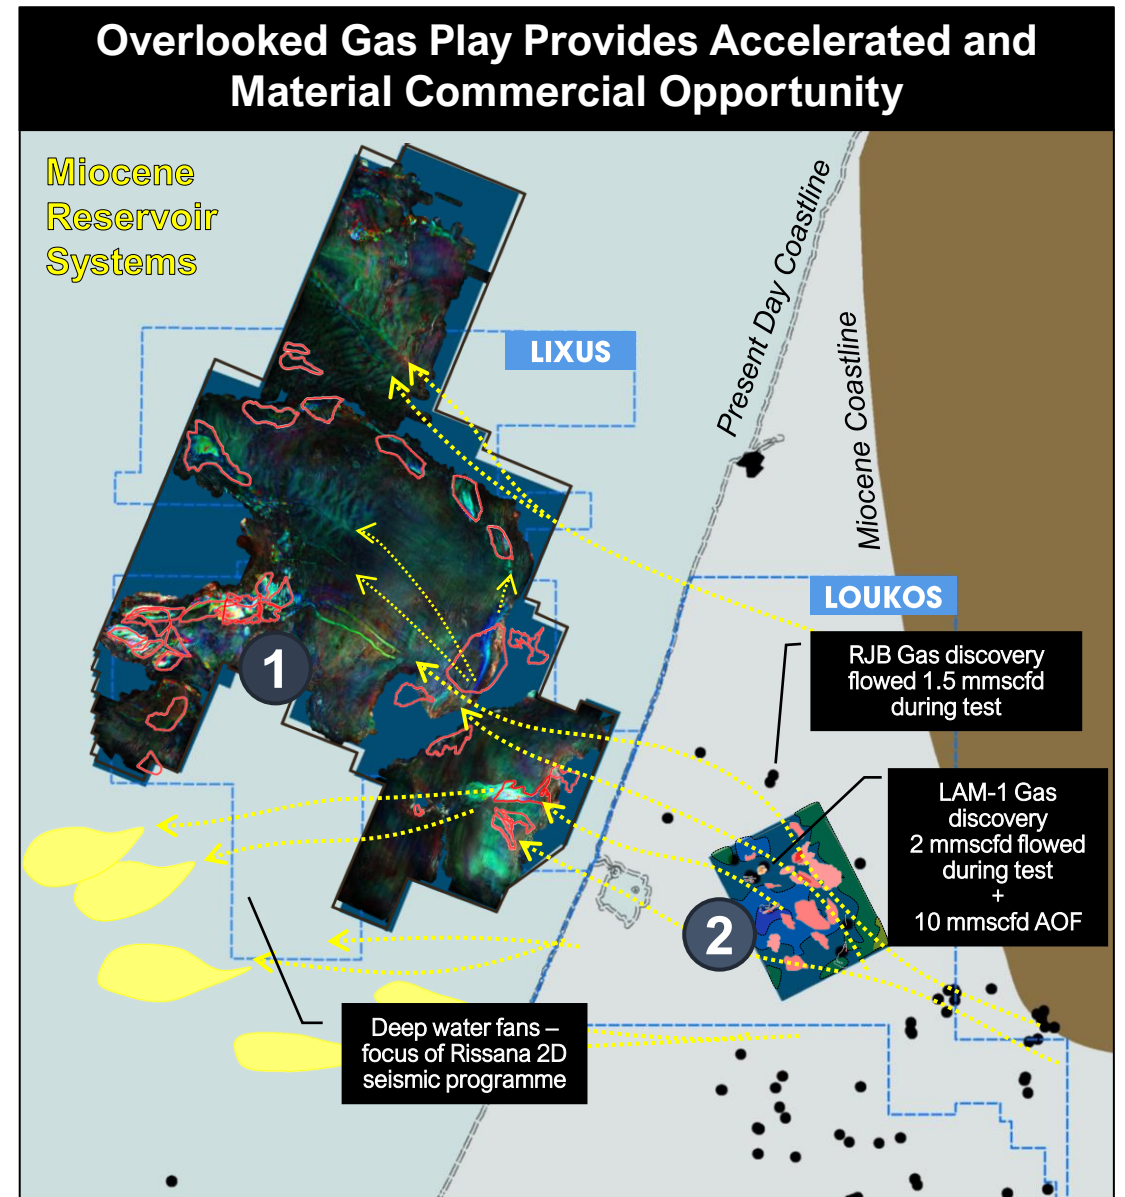 Overlooked Gas Play Provides Accelerated and
Material Commercial Opportunity
Miocene
Reservoir
Systems
Present Day Coastline
Miocene Coastline
LIXUS
LOUKOS
RJB Gas discovery
flowed 1.5 mmscfd
during test
1
LAM-1 Gas
discovery
2 mmscfd flowed
during test
+
10 mmscfd AOF
2
Deep water fans –
focus of Rissana 2D
seismic programme